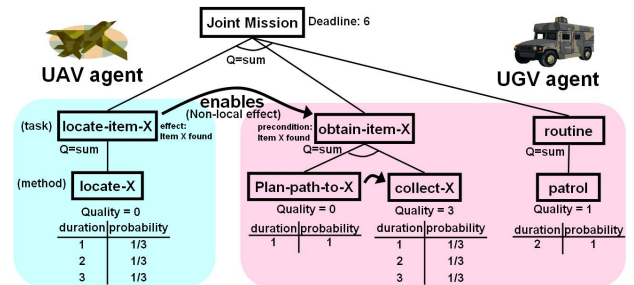 Joint Mission
Deadline: 6
UAV agent
Q=sum
UGV agent
enables
(Non-local effect)
(task)
locate-item-X
effect:
Item X found
precondition:
Item X found
obtain-item-X
routine
Q=sum
Q=sum
Q=sum
(method)
locate-X
Plan-path-to-X
collect-X
patrol
Quality = 0
Quality = 0
Quality = 3
Quality = 1
duration probability
duration probability
duration probability
duration probability
1 1/3
1 1
1 1/3
2 1
2 1/3
2 1/3
3 1/3
3 1/3